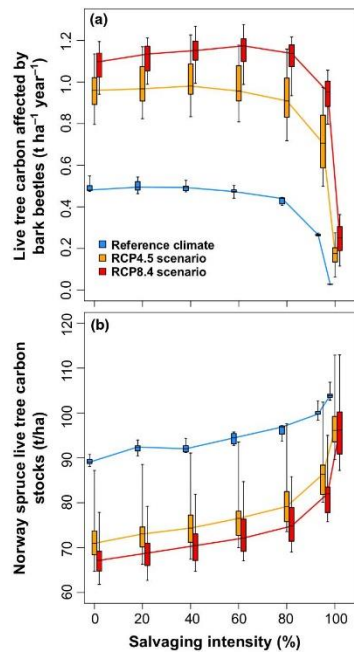 (a)
Live tree carbon affected by
bark beetles (t ha⁻¹ year⁻¹)
1.2
1.0
0.8
0.6
0.4
0.2
0.0
Reference climate
RCP4.5 scenario
RCP8.4 scenario
(b)
Norway spruce live tree carbon
stocks (t/ha)
120
110
100
90
80
70
60
0 20 40 60 80 100
Salvaging intensity (%)